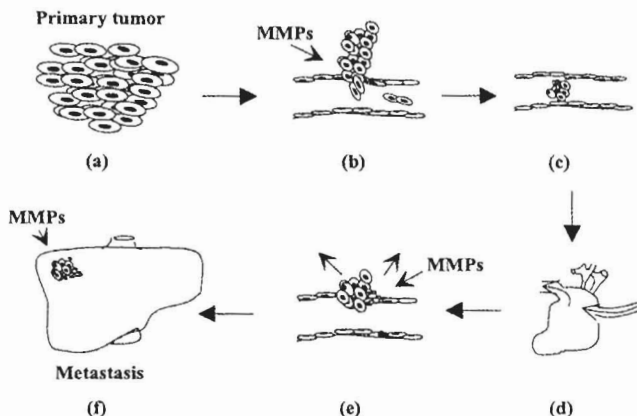 Primary tumor
MMPs
(a)
(b)
(c)
MMPs
MMPs
Metastasis
(f)
(e)
(d)